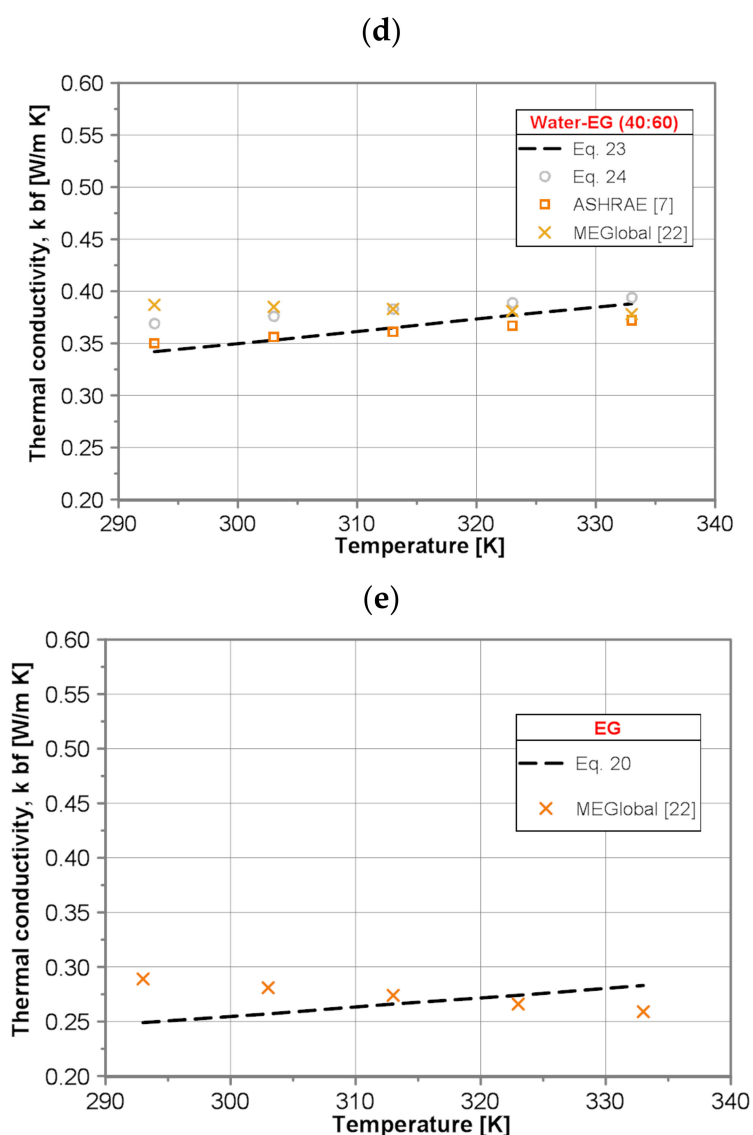 (d)
Thermal conductivity, k bf [W/m K]
0.60
0.55
0.50
0.45
0.40
0.35
0.30
0.25
0.20
Water-EG (40:60)
Eq. 23
Eq. 24
ASHRAE [7]
MEGlobal [22]
290 300 310 320 330 340
Temperature [K]
(e)
Thermal conductivity, k bf [W/m K]
0.60
0.55
0.50
0.45
0.40
0.35
0.30
0.25
0.20
EG
Eq. 20
MEGlobal [22]
290 300 310 320 330 340
Temperature [K]